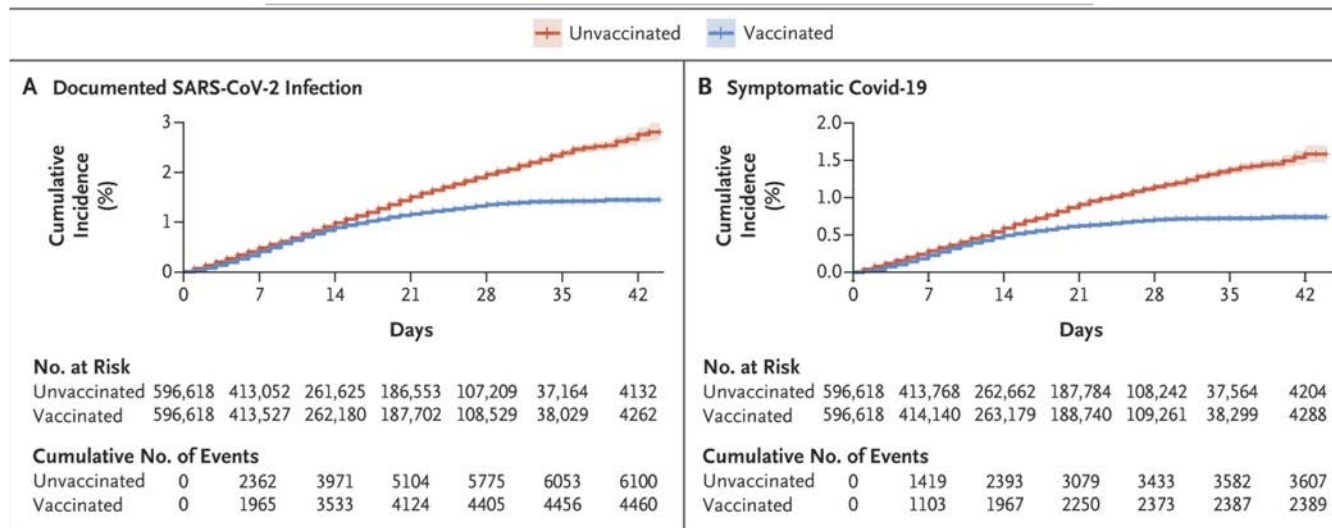 Unvaccinated Vaccinated
A Documented SARS-CoV-2 Infection
Cumulative Incidence (%)
3
2
1
0
0 7 14 21 28 35 42
Days
No. at Risk
Unvaccinated 596,618 413,052 261,625 186,553 107,209 37,164 4132
Vaccinated 596,618 413,527 262,180 187,702 108,529 38,029 4262
Cumulative No. of Events
Unvaccinated 0 2362 3971 5104 5775 6053 6100
Vaccinated 0 1965 3533 4124 4405 4456 4460
B Symptomatic Covid-19
Cumulative Incidence (%)
2.0
1.5
1.0
0.5
0.0
0 7 14 21 28 35 42
Days
No. at Risk
Unvaccinated 596,618 413,768 262,662 187,784 108,242 37,564 4204
Vaccinated 596,618 414,140 263,179 188,740 109,261 38,299 4288
Cumulative No. of Events
Unvaccinated 0 1419 2393 3079 3433 3582 3607
Vaccinated 0 1103 1967 2250 2373 2387 2389